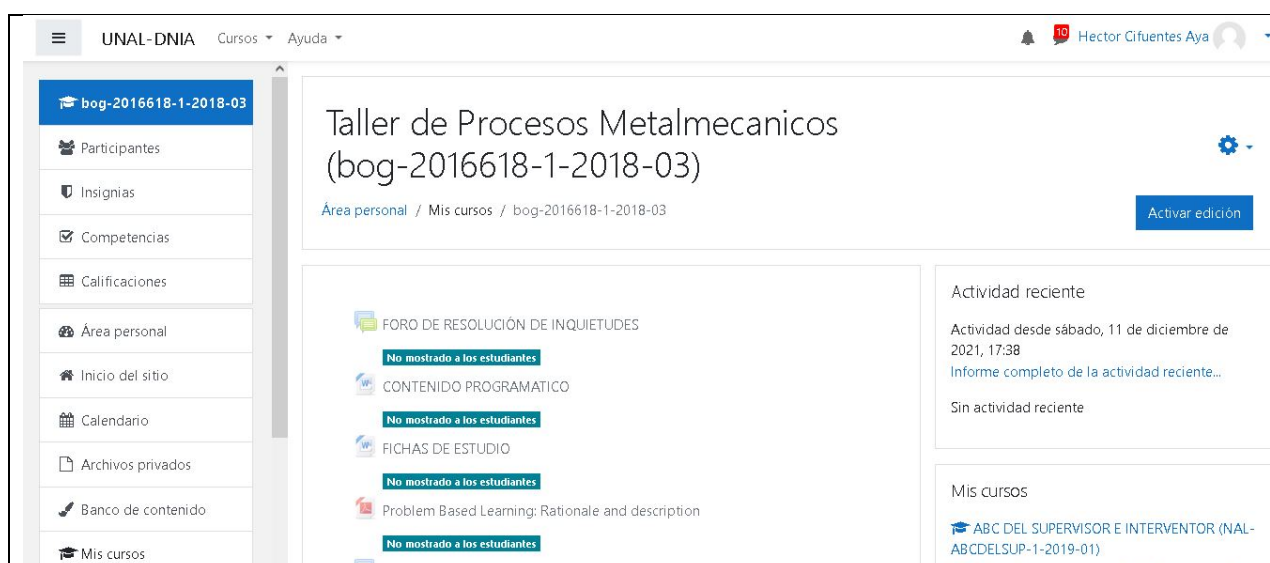 UNAL-DNIA Cursos Ayuda 10 Hector Cifuentes Aya
bog-2016618-1-2018-03
Participantes
Insignias
Competencias
Calificaciones
Área personal
Inicio del sitio
Calendario
Archivos privados
Banco de contenido
Mis cursos
Taller de Procesos Metalmecanicos
(bog-2016618-1-2018-03)
Área personal / Mis cursos / bog-2016618-1-2018-03
Activar edición
FORO DE RESOLUCIÓN DE INQUIETUDES
No mostrado a los estudiantes
CONTENIDO PROGRAMATICO
No mostrado a los estudiantes
FICHAS DE ESTUDIO
No mostrado a los estudiantes
Problem Based Learning: Rationale and description
No mostrado a los estudiantes
Actividad reciente
Actividad desde sábado, 11 de diciembre de
2021, 17:38
Informe completo de la actividad reciente...
Sin actividad reciente
Mis cursos
ABC DEL SUPERVISOR E INTERVENTOR (NAL-
ABCDELSUP-1-2019-01)